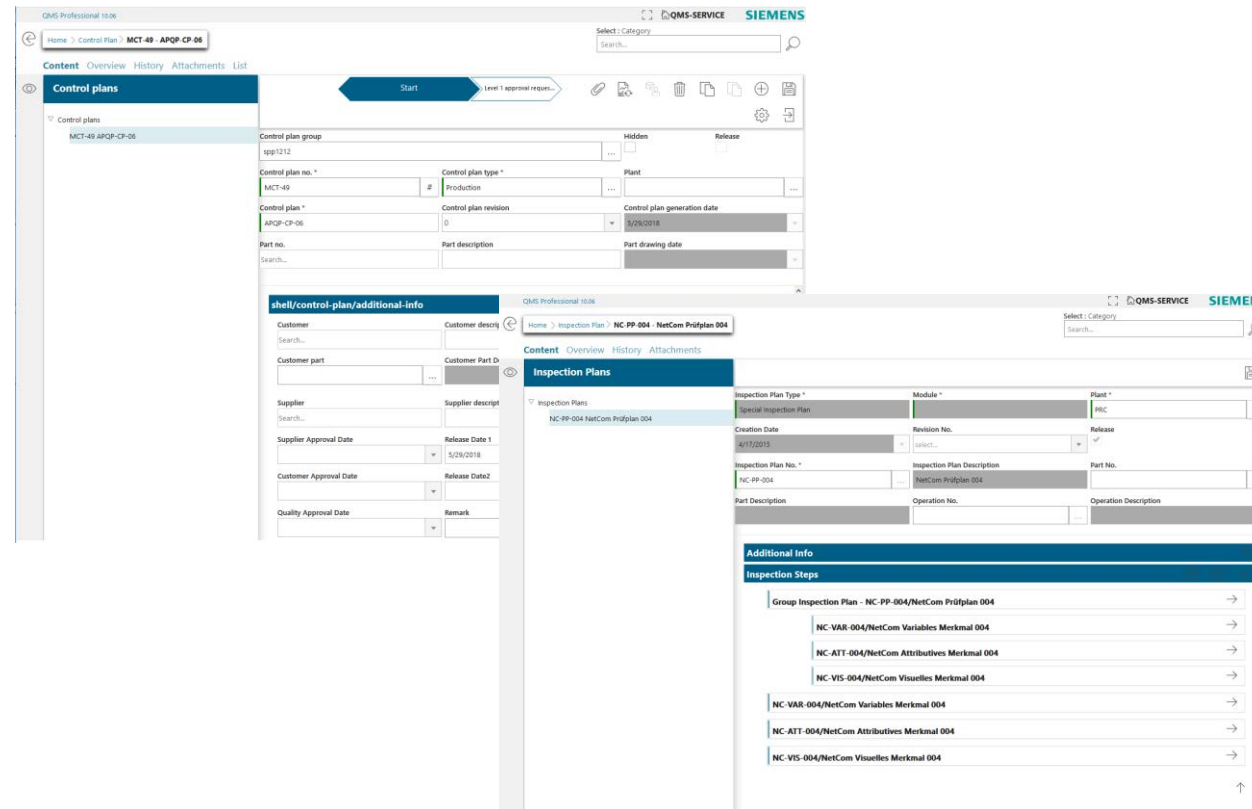 QMS Professional 10.06
QMS-SERVICE SIEMENS
Home > Control Plan > MCT-49 - APQP-CP-06
Select : Category
Search...
Content Overview History Attachments List
Control plans
Start
Level 1 approval reques...
Control plans
MCT-49 APQP-CP-06
Control plan group Hidden Release
spp1212 ...
Control plan no. * Control plan type * Plant
MCT-49 # Production ... ...
Control plan * Control plan revision Control plan generation date
APQP-CP-06 0 5/29/2018
Part no. Part description Part drawing date
Search...
shell/control-plan/additional-info
Customer
Search...
Customer part
...
Supplier
Search...
Supplier Approval Date Release Date 1
5/29/2018
Customer Approval Date Release Date2
Quality Approval Date Remark
QMS Professional 10.06
QMS-SERVICE
Home > Inspection Plan > NC-PP-004 - NetCom Prüfplan 004
Select : Category
Search...
Content Overview History Attachments
Inspection Plans
Inspection Plans
NC-PP-004 NetCom Prüfplan 004
Inspection Plan Type * Module * Plant *
Special Inspection Plan PRC
Creation Date Revision No. Release
4/17/2015 select...
Inspection Plan No. * Inspection Plan Description Part No.
NC-PP-004 ... NetCom Prüfplan 004
Part Description Operation No. Operation Description
...
Additional Info
Inspection Steps
Group Inspection Plan - NC-PP-004/NetCom Prüfplan 004
NC-VAR-004/NetCom Variables Merkmal 004
NC-ATT-004/NetCom Attributives Merkmal 004
NC-VIS-004/NetCom Visuelles Merkmal 004
NC-VAR-004/NetCom Variables Merkmal 004
NC-ATT-004/NetCom Attributives Merkmal 004
NC-VIS-004/NetCom Visuelles Merkmal 004